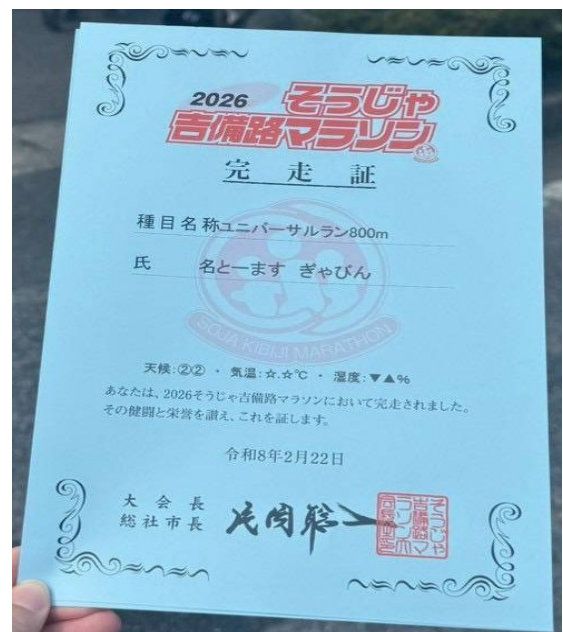 2026 そうじゃ
吉備路マラソン
完走証
種目名称ユニバーサルラン800m
氏 名とーます ぎゃびん
SOJA KIBIJI MARATHON
天候:②② ・ 気温:☆.☆℃ ・ 湿度:▼▲%
あなたは、2026そうじゃ吉備路マラソンにおいて完走されました。
その健闘と栄誉を讃え、これを証します。
令和8年2月22日
大会長
総社市長 片岡聡一